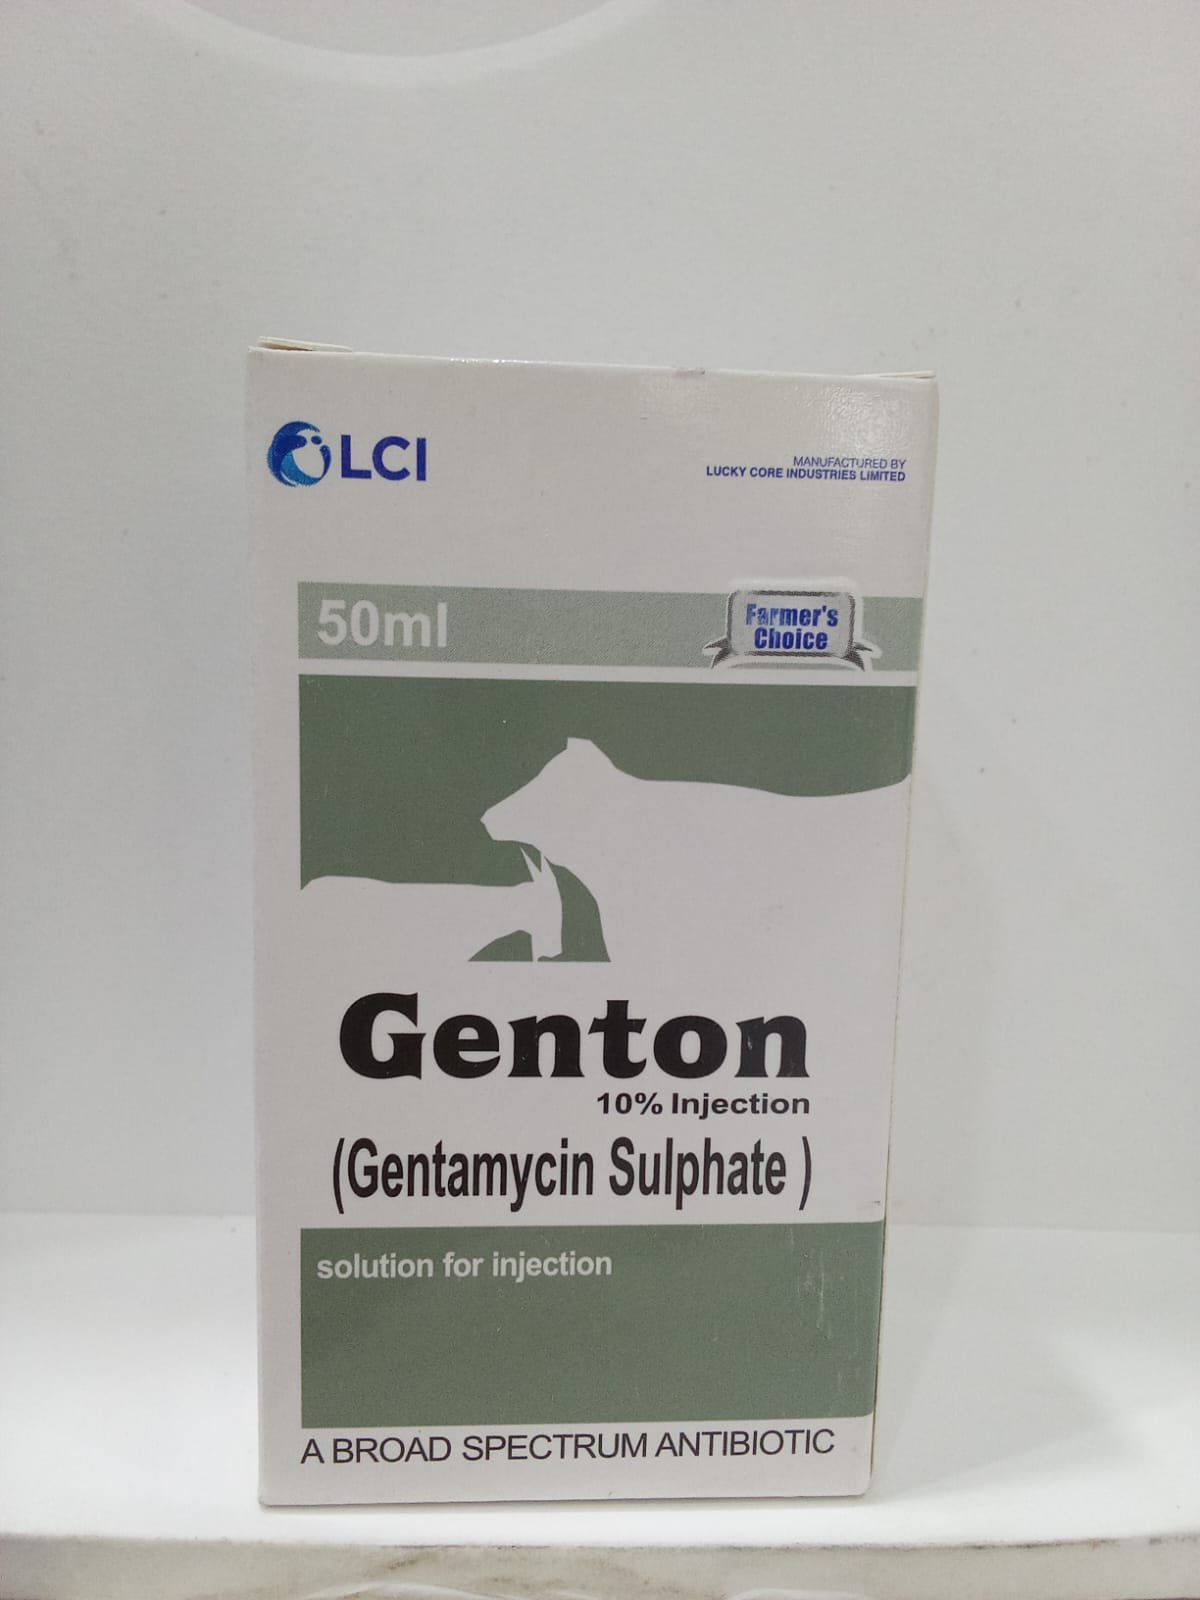 LCI
MANUFACTURED BY
LUCKY CORE INDUSTRIES LIMITED
50ml
Farmer's
Choice
Genton
10% Injection
(Gentamycin Sulphate )
solution for injection
A BROAD SPECTRUM ANTIBIOTIC